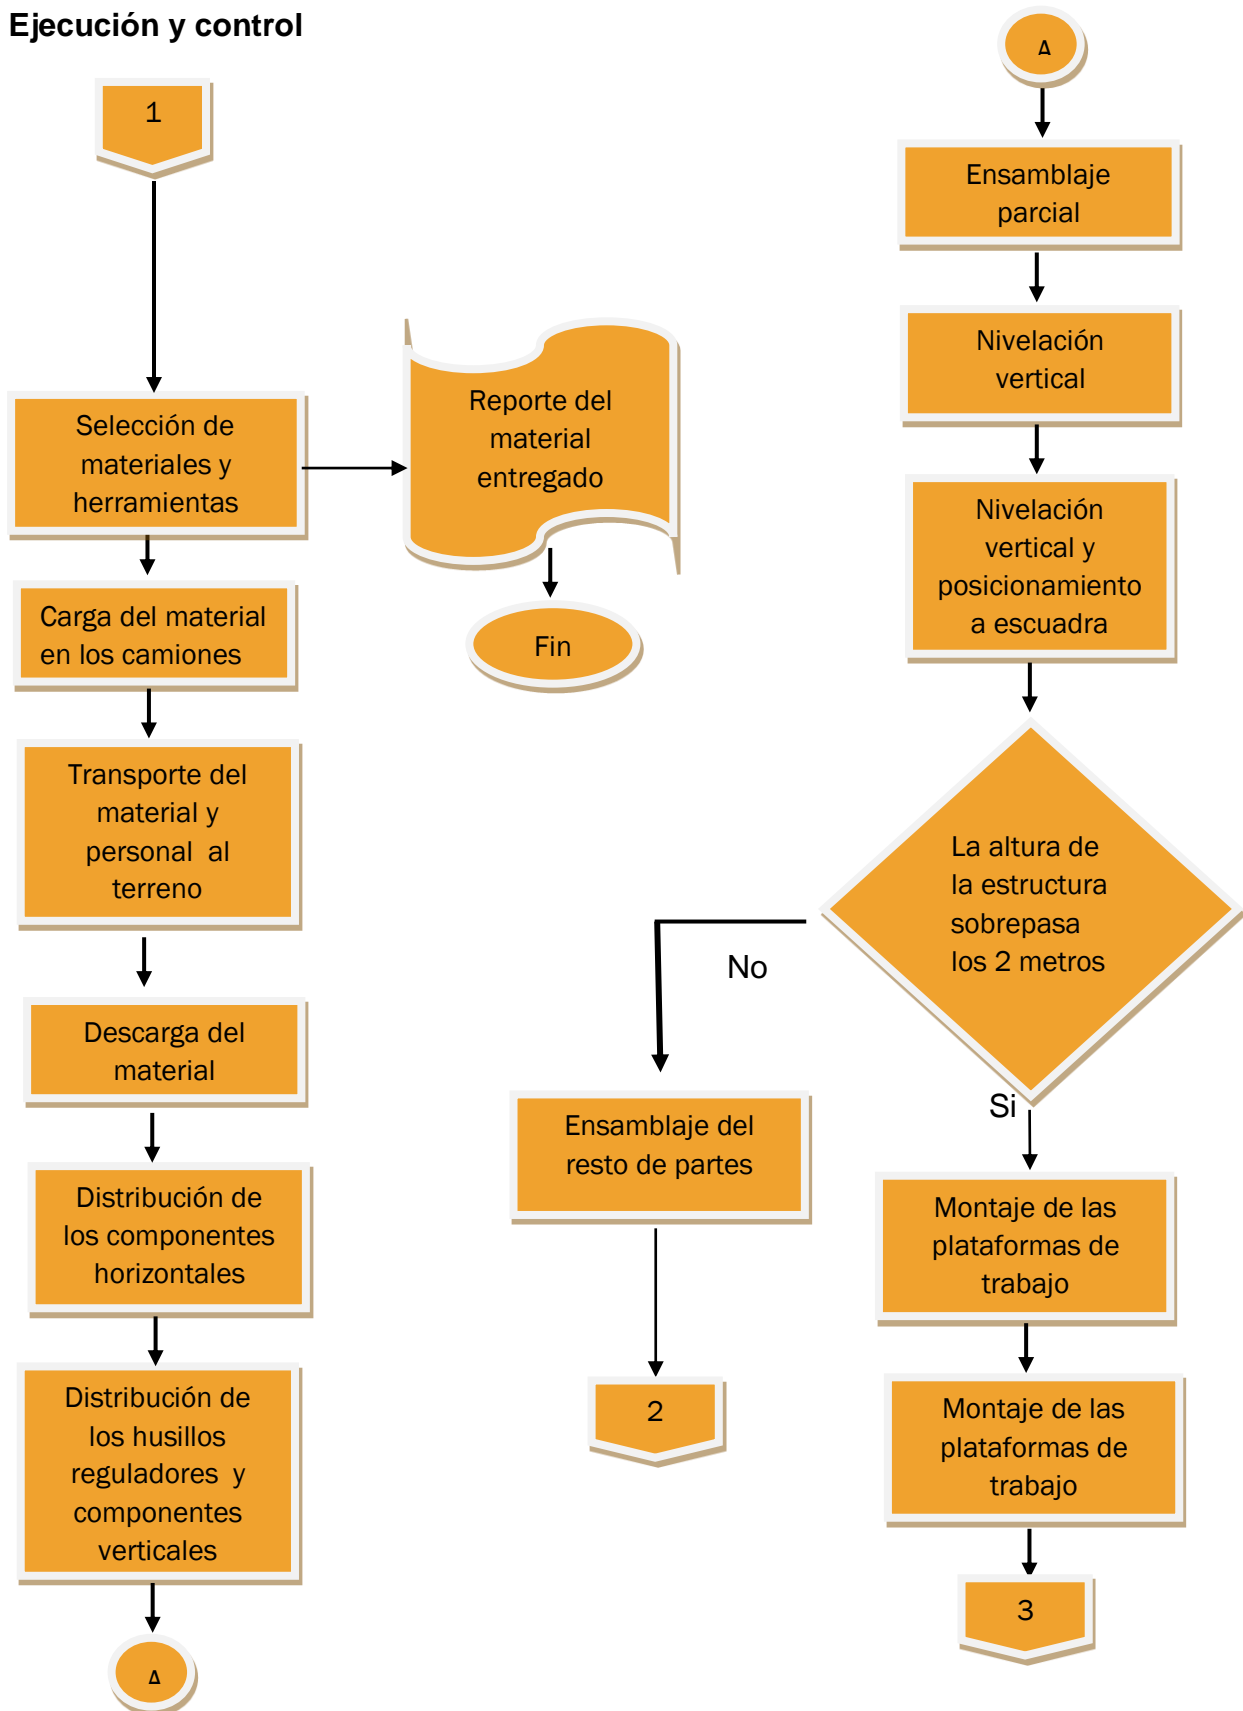 Ejecución y control
1
Selección de
materiales y
herramientas
Reporte del
material
entregado
Fin
Carga del material
en los camiones
Transporte del
material y
personal al
terreno
Descarga del
material
Distribución de
los componentes
horizontales
Distribución de
los husillos
reguladores y
componentes
verticales
A
A
Ensamblaje
parcial
Nivelación
vertical
Nivelación
vertical y
posicionamiento
a escuadra
La altura de
la estructura
sobrepasa
los 2 metros
No
Ensamblaje del
resto de partes
2
Si
Montaje de las
plataformas de
trabajo
Montaje de las
plataformas de
trabajo
3